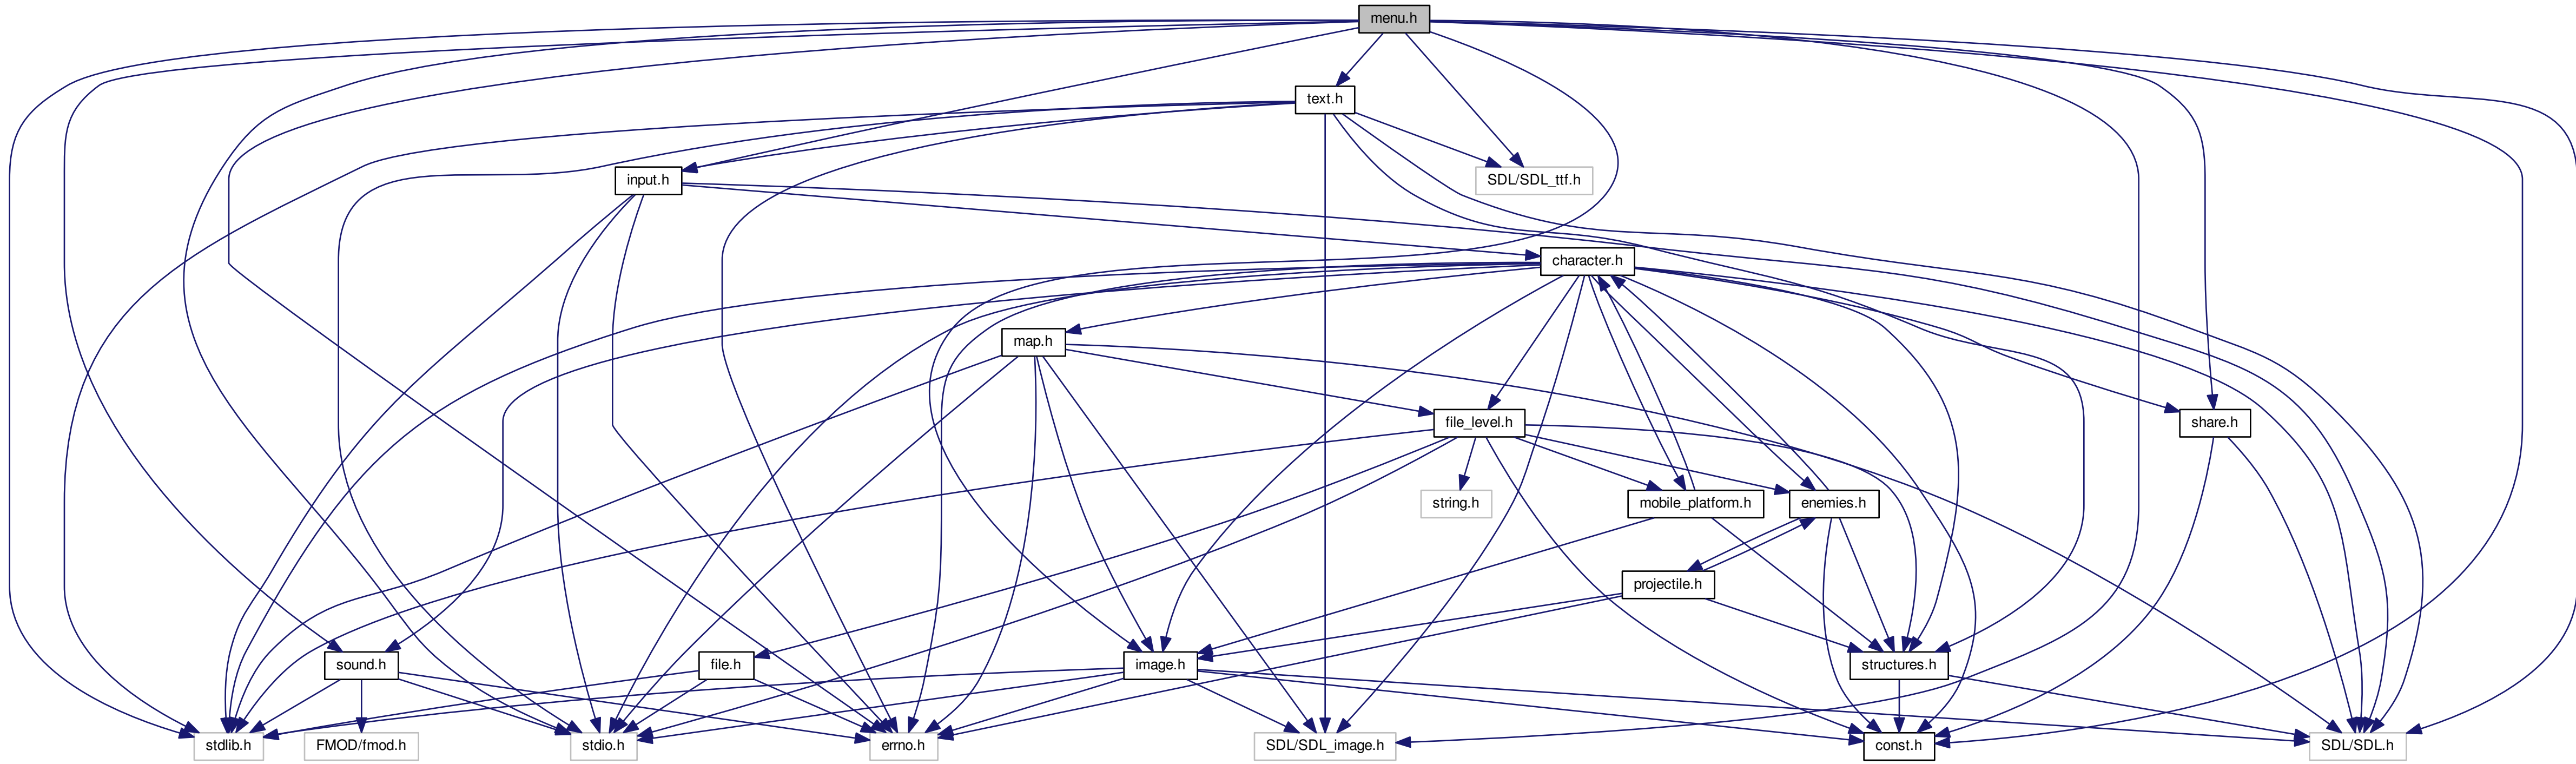 menu.h
text.h
input.h
SDL/SDL_ttf.h
character.h
map.h
file_level.h
share.h
string.h
mobile_platform.h
enemies.h
projectile.h
sound.h
file.h
image.h
structures.h
stdlib.h
FMOD/fmod.h
stdio.h
errno.h
SDL/SDL_image.h
const.h
SDL/SDL.h